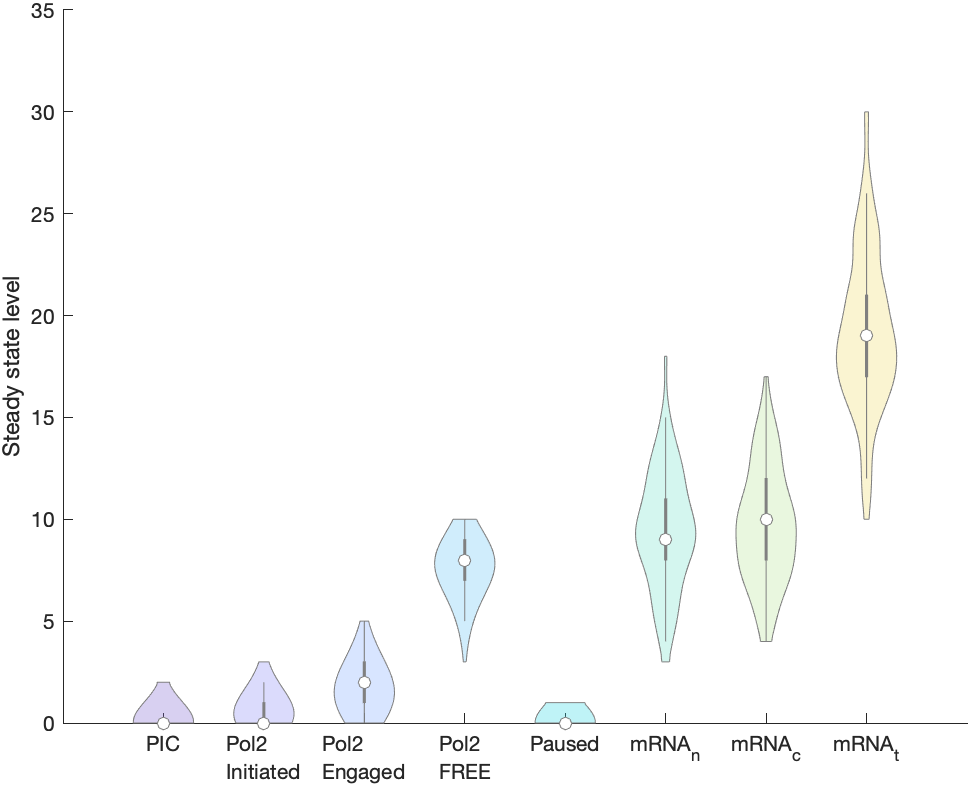 35
30
25
20
15
10
5
0
Steady state level
PIC
Pol2
Initiated
Pol2
Engaged
Pol2
FREE
Paused
mRNAn
mRNAc
mRNAt